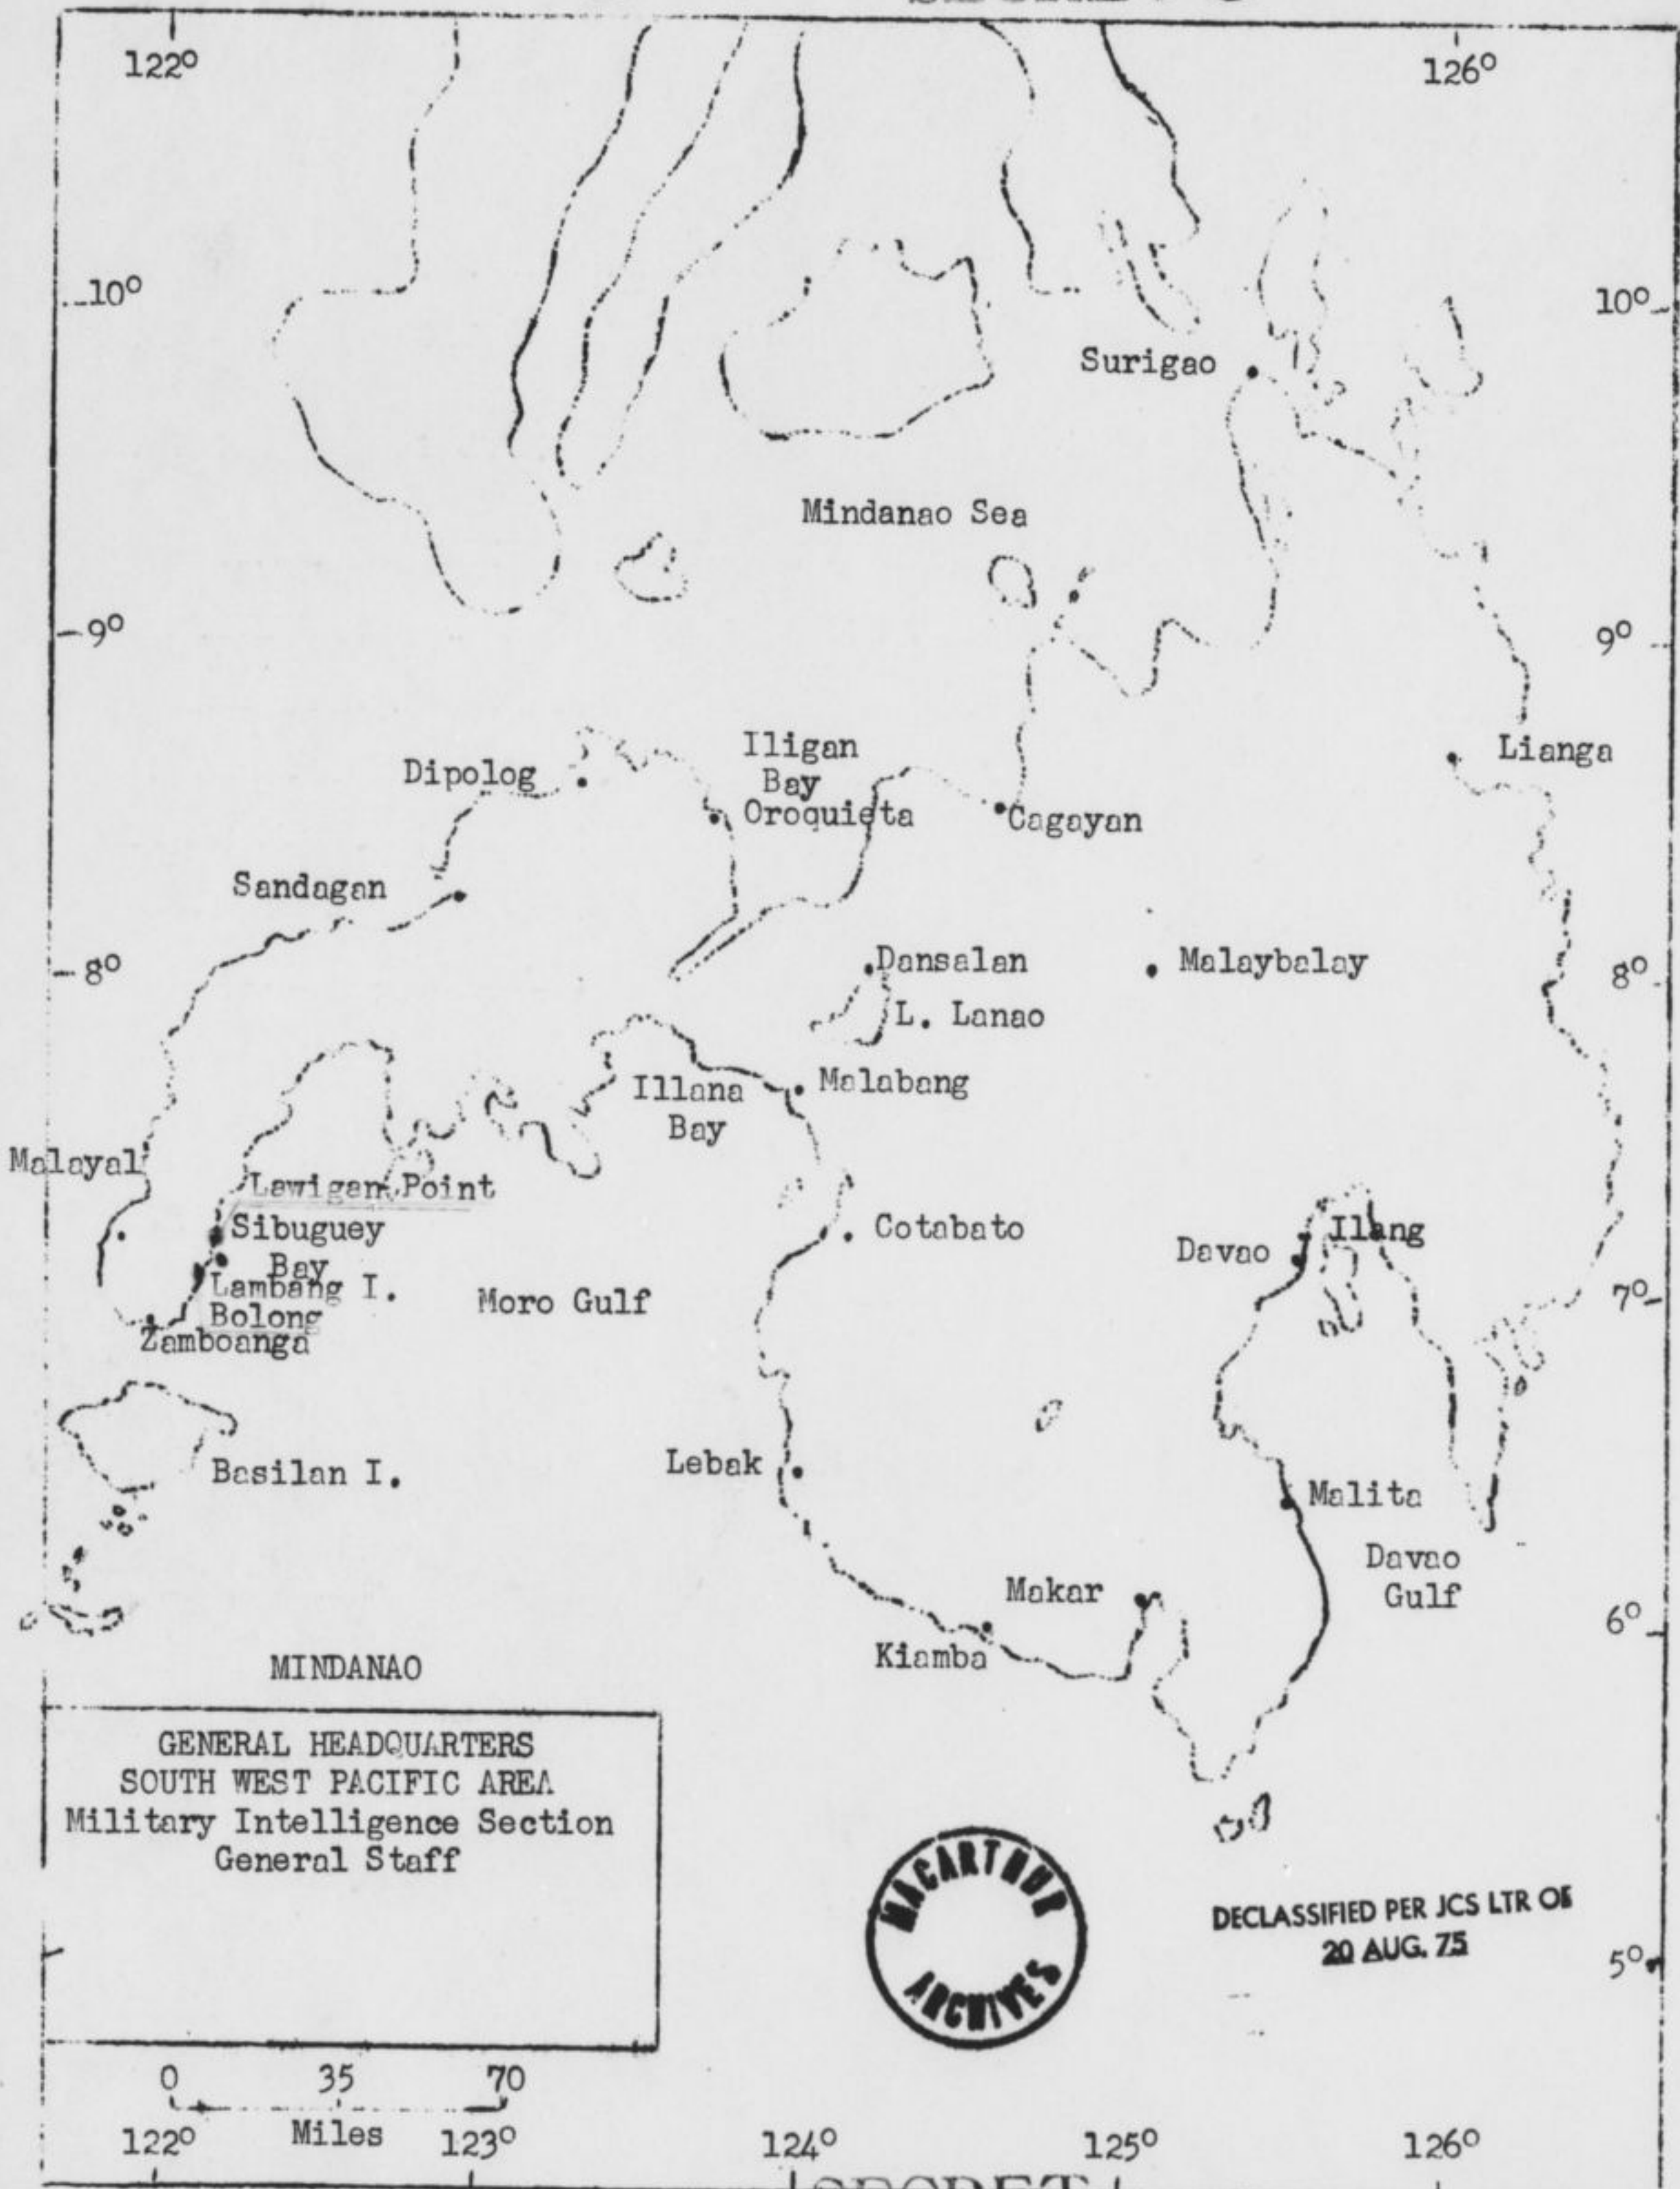 122°
126°
10°
10°
Surigao
Mindanao Sea
9°
9°
Iligan
Bay
Dipolog
Lianga
Oroquieta
Cagayan
Sandagan
8°
Dansalan
Malaybalay
8°
L. Lanao
Illana
Bay
Malabang
Malayal
Lawigan Point
Sibuguey
Bay
Cotabato
Davao
Ilang
Lambang I.
Moro Gulf
7°
Bolong
Zamboanga
Basilan I.
Lebak
Malita
Davao
Gulf
Makar
6°
Kiamba
MINDANAO
GENERAL HEADQUARTERS
SOUTH WEST PACIFIC AREA
Military Intelligence Section
General Staff
MACARTHUR
ARCHIVES
DECLASSIFIED PER JCS LTR OF
20 AUG. 75
5°
0 35 70
Miles
122° 123° 124° 125° 126°
SECRET